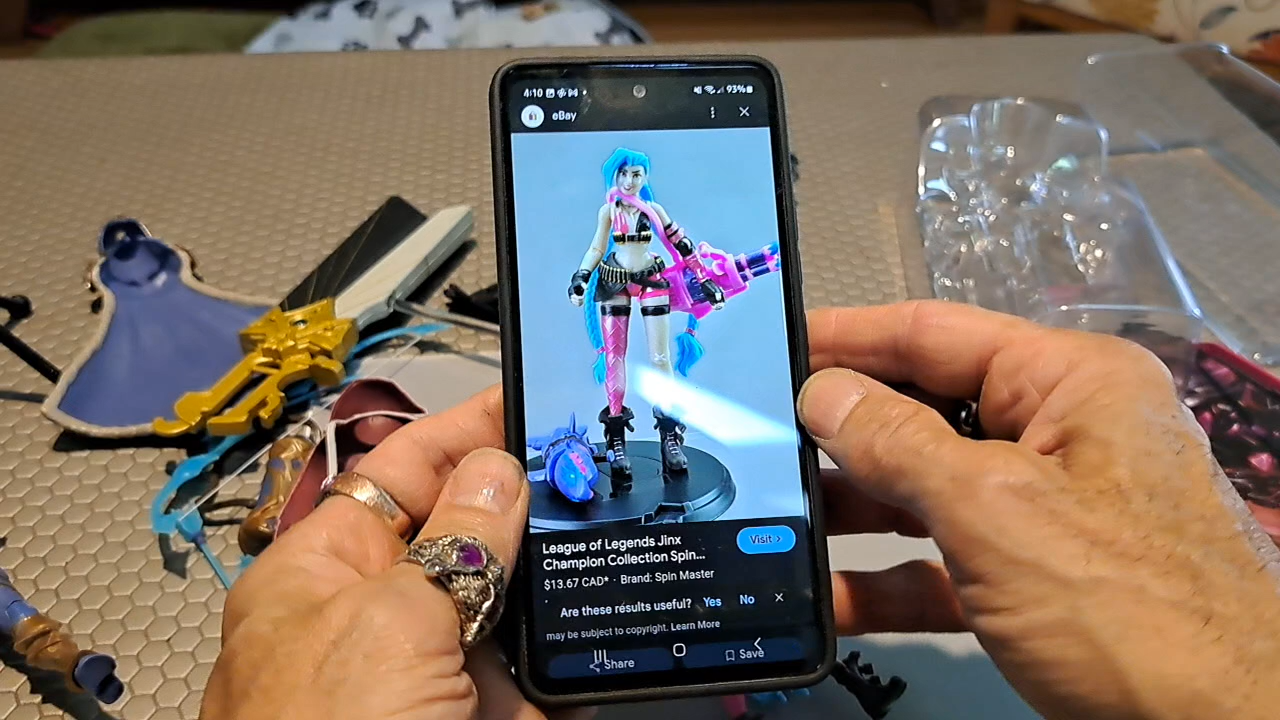 4:10
93%
eBay
League of Legends Jinx
Champion Collection Spin...
Visit >
$13.67 CAD* · Brand: Spin Master
Are these results useful? Yes No
may be subject to copyright. Learn More
Share
Save